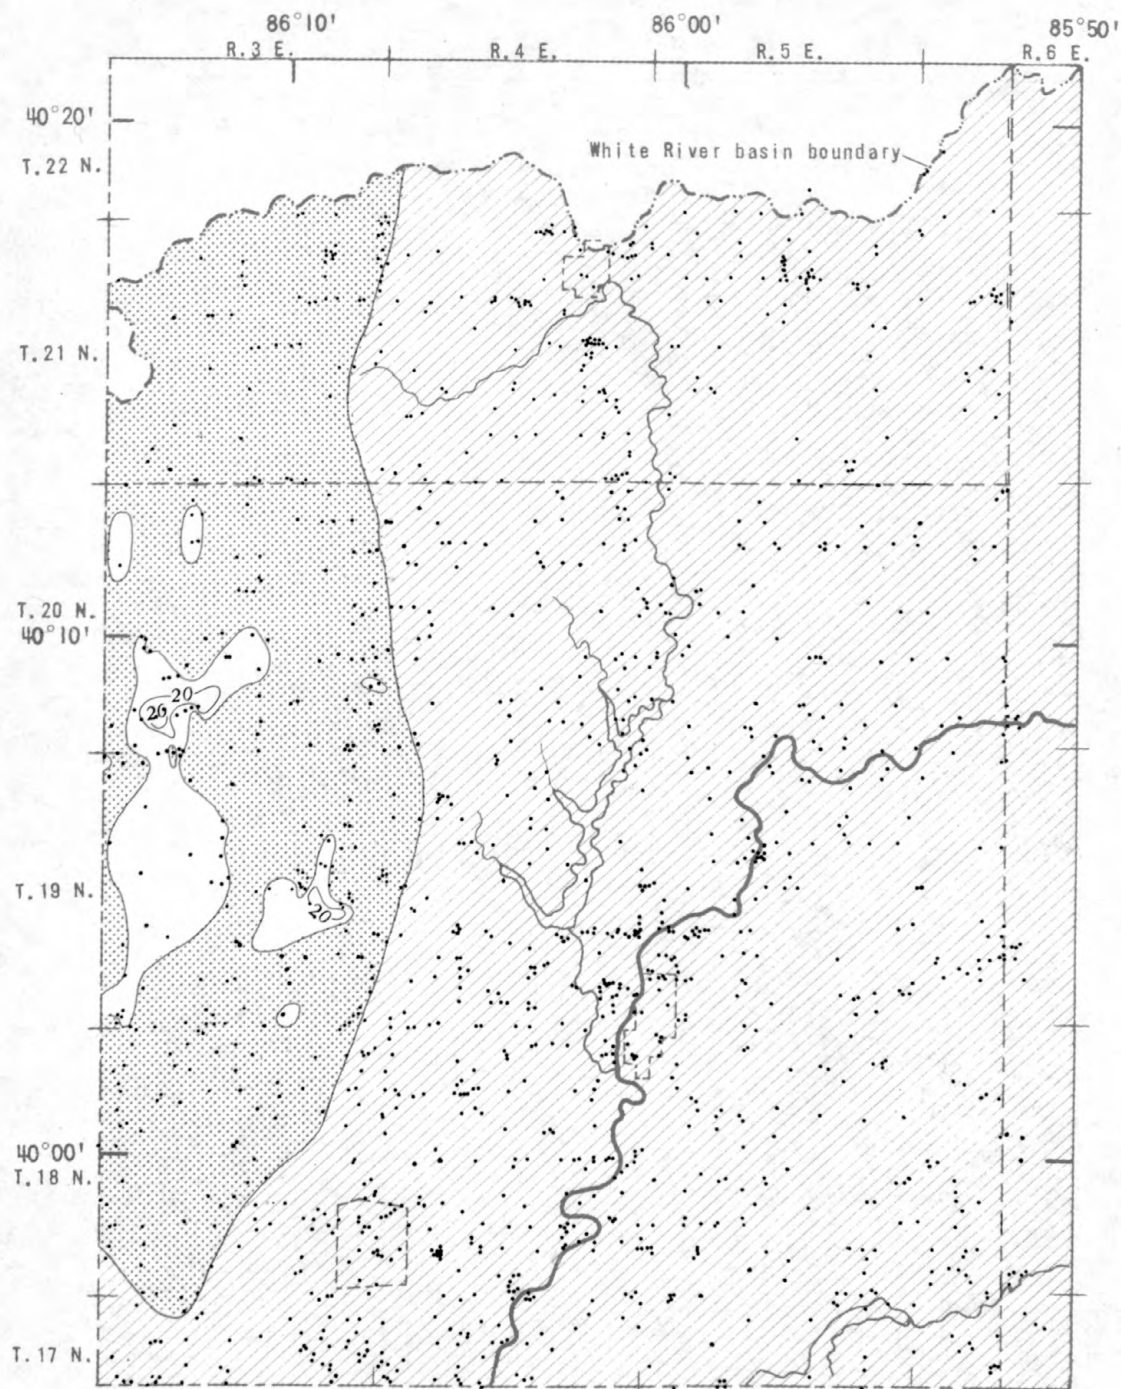 86°10' 86°00' 85°50'
R.3 E. R.4 E. R.5 E. R.6 E.
40°20'
T.22 N.
White River basin boundary
T.21 N.
T.20 N.
40°10'
20
20
T.19 N.
20
40°00'
T.18 N.
T.17 N.